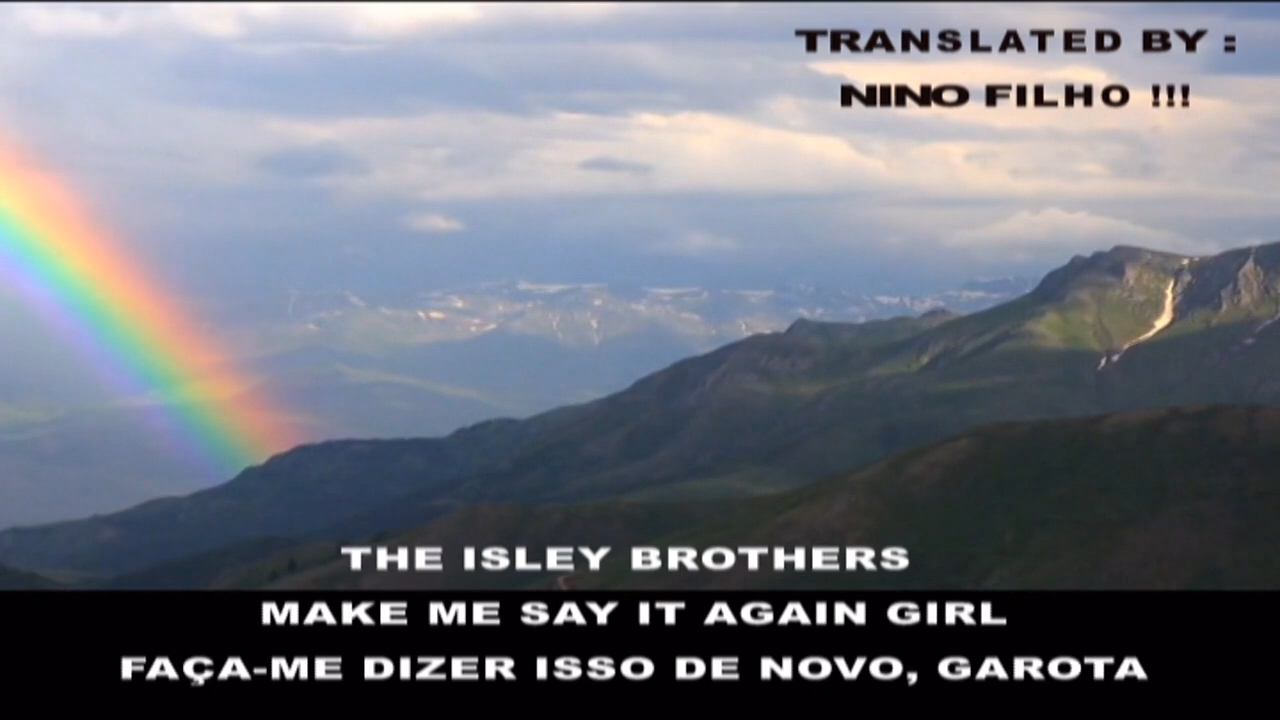 TRANSLATED BY :
NINO FILHO !!!
THE ISLEY BROTHERS
MAKE ME SAY IT AGAIN GIRL
FAÇA-ME DIZER ISSO DE NOVO, GAROTA